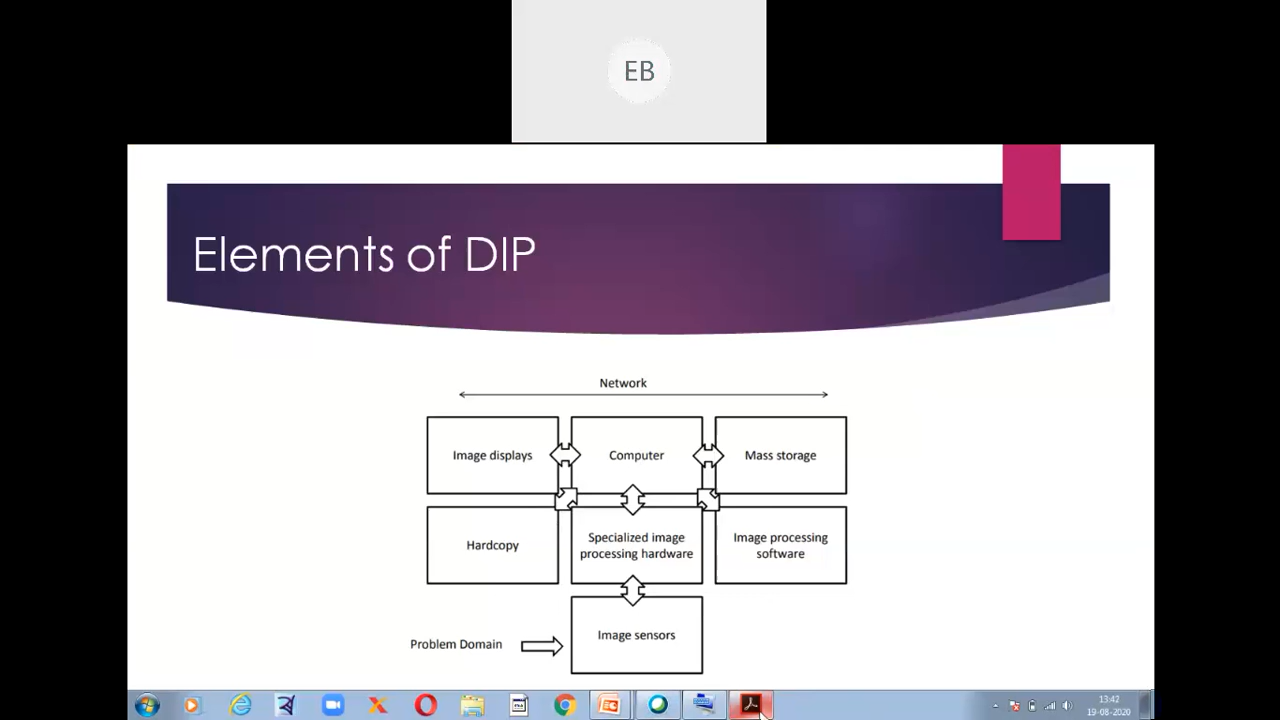 EB
Elements of DIP
Network
Image displays
Computer
Mass storage
Hardcopy
Specialized image
processing hardware
Image processing
software
Problem Domain
Image sensors
13:42
19-08-2020